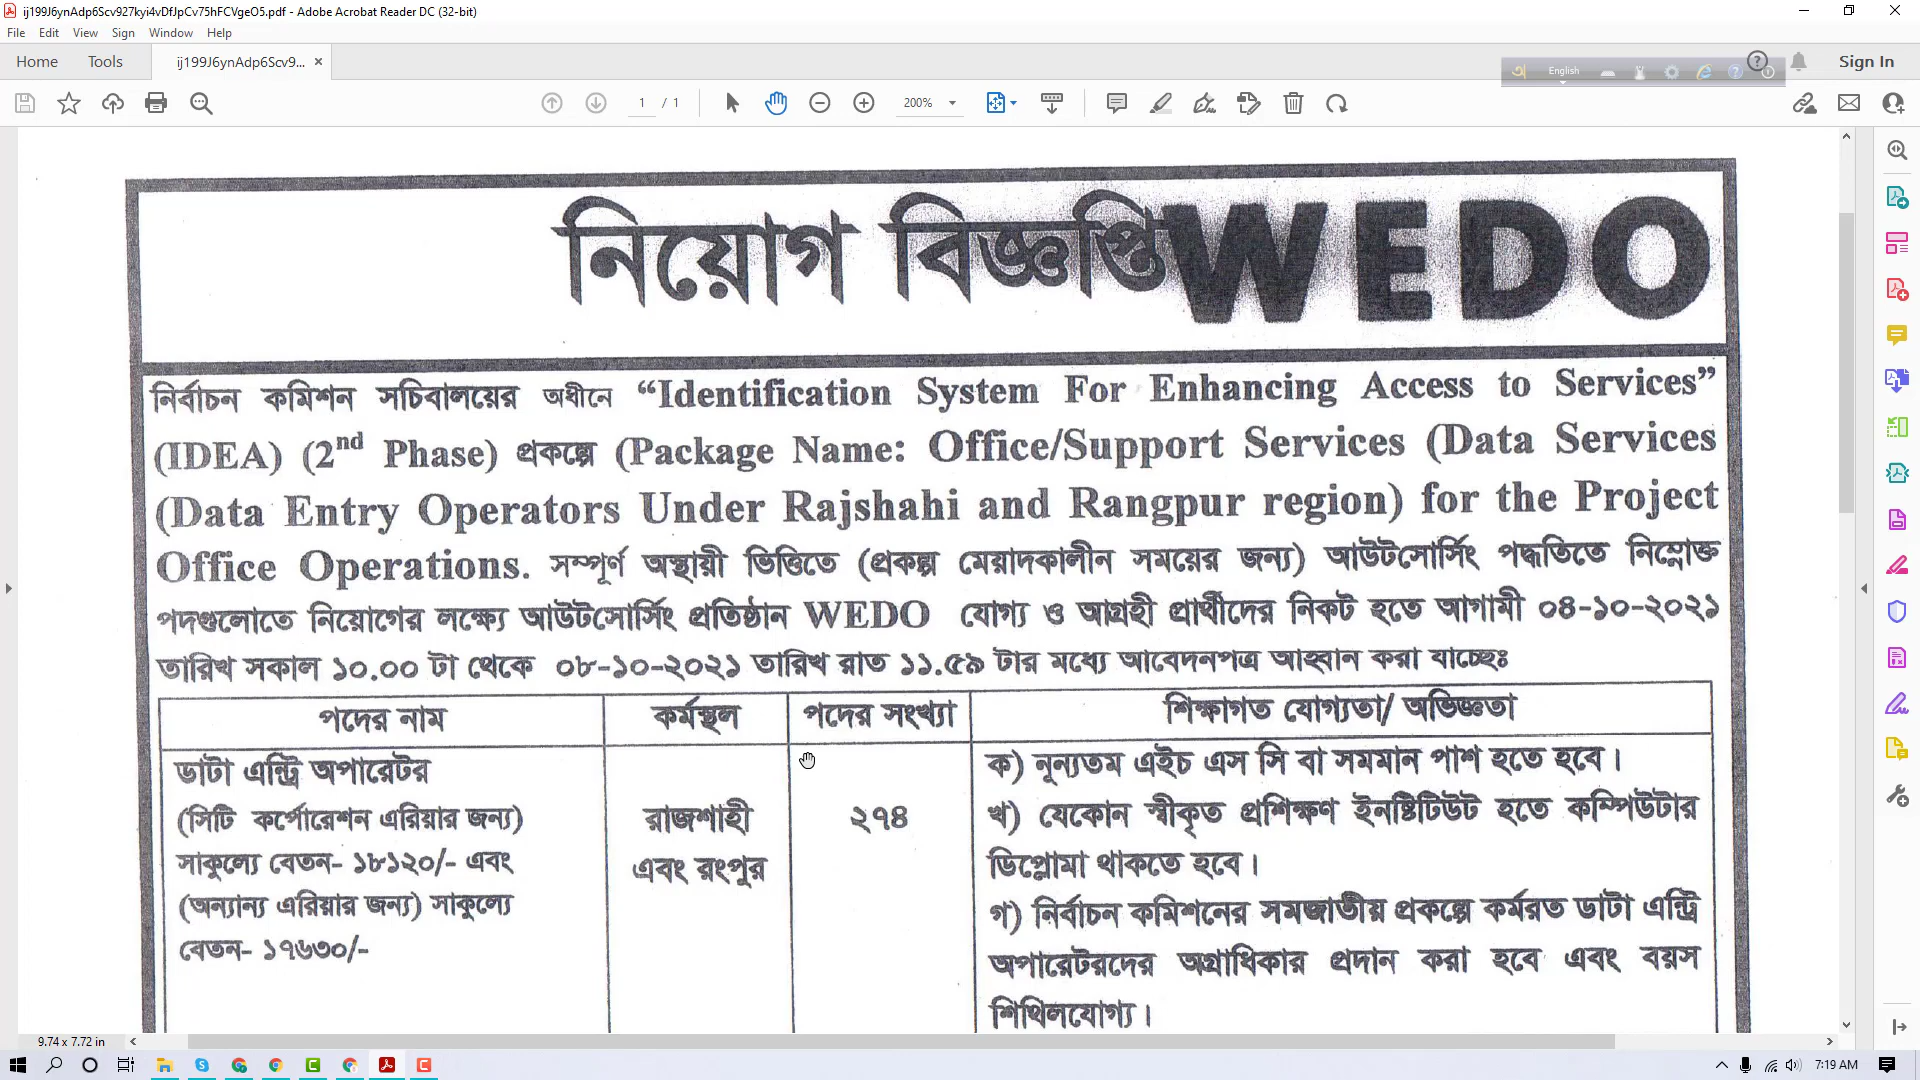 ij199J6ynAdp6Scv927kyi4vDfJpCv75hFCVgeO5.pdf - Adobe Acrobat Reader DC (32-bit)
File Edit View Sign Window Help
Home Tools ij199J6ynAdp6Scv9... English Sign In
1 / 1 200%
নিয়োগ বিজ্ঞপ্তি WEDO
নির্বাচন কমিশন সচিবালয়ের অধীনে “Identification System For Enhancing Access to Services”
(IDEA) (2nd Phase) প্রকল্পে (Package Name: Office/Support Services (Data Services
(Data Entry Operators Under Rajshahi and Rangpur region) for the Project
Office Operations. সম্পূর্ণ অস্থায়ী ভিত্তিতে (প্রকল্প মেয়াদকালীন সময়ের জন্য) আউটসোর্সিং পদ্ধতিতে নিম্নোক্ত
পদগুলোতে নিয়োগের লক্ষ্যে আউটসোর্সিং প্রতিষ্ঠান WEDO যোগ্য ও আগ্রহী প্রার্থীদের নিকট হতে আগামী ০৪-১০-২০২১
তারিখ সকাল ১০.০০ টা থেকে ০৮-১০-২০২১ তারিখ রাত ১১.৫৯ টার মধ্যে আবেদনপত্র আহ্বান করা যাচ্ছেঃ
পদের নাম কর্মস্থল পদের সংখ্যা শিক্ষাগত যোগ্যতা/ অভিজ্ঞতা
ডাটা এন্ট্রি অপারেটর
(সিটি কর্পোরেশন এরিয়ার জন্য)
সাকুল্যে বেতন- ১৮১২০/- এবং
(অন্যান্য এরিয়ার জন্য) সাকুল্যে
বেতন- ১৭৬৩০/-
রাজশাহী
এবং রংপুর
২৭৪
ক) নূন্যতম এইচ এস সি বা সমমান পাশ হতে হবে।
খ) যেকোন স্বীকৃত প্রশিক্ষণ ইনষ্টিটিউট হতে কম্পিউটার
ডিপ্লোমা থাকতে হবে।
গ) নির্বাচন কমিশনের সমজাতীয় প্রকল্পে কর্মরত ডাটা এন্ট্রি
অপারেটরদের অগ্রাধিকার প্রদান করা হবে এবং বয়স
শিথিলযোগ্য।
9.74 x 7.72 in
7:19 AM